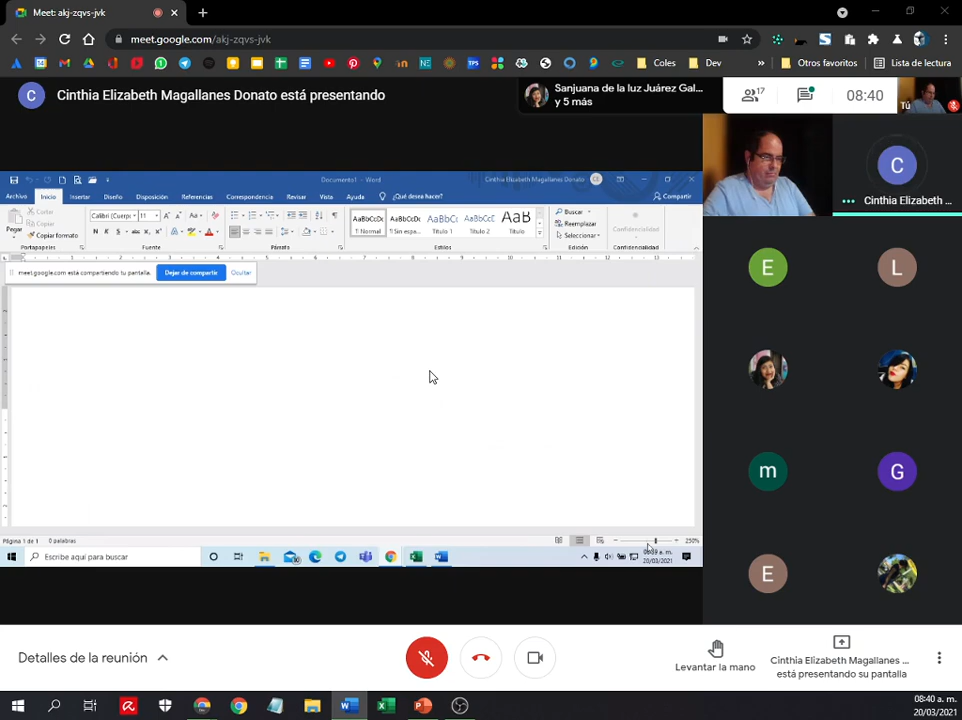 Meet: akj-zqvs-jvk
meet.google.com/akj-zqvs-jvk
Coles
Dev
Otros favoritos
Lista de lectura
C
Cinthia Elizabeth Magallanes Donato está presentando
Sanjuana de la luz Juárez Gal...
y 5 más
17
08:40
Tú
Documento1 - Word
Cinthia Elizabeth Magallanes Donato
Archivo
Inicio
Insertar
Diseño
Disposición
Referencias
Correspondencia
Revisar
Vista
Ayuda
¿Qué desea hacer?
Compartir
Pegar
Cortar
Copiar
Copiar formato
Portapapeles
Calibri (Cuerp
11
N K S
Fuente
Párrafo
AaBbCcDc
¶ Normal
AaBbCcDc
¶ Sin espa...
AaBbCc
Título 1
AaBbCcC
Título 2
AaB
Título
Estilos
Buscar
Reemplazar
Seleccionar
Edición
Confidencialidad
Confidencialidad
meet.google.com está compartiendo tu pantalla.
Dejar de compartir
Ocultar
C
Cinthia Elizabeth ...
E
L
m
G
E
Página 1 de 1
0 palabras
250%
Escribe aquí para buscar
20/03/2021
Detalles de la reunión
Levantar la mano
Cinthia Elizabeth Magallanes ...
está presentando su pantalla
08:40 a. m.
20/03/2021